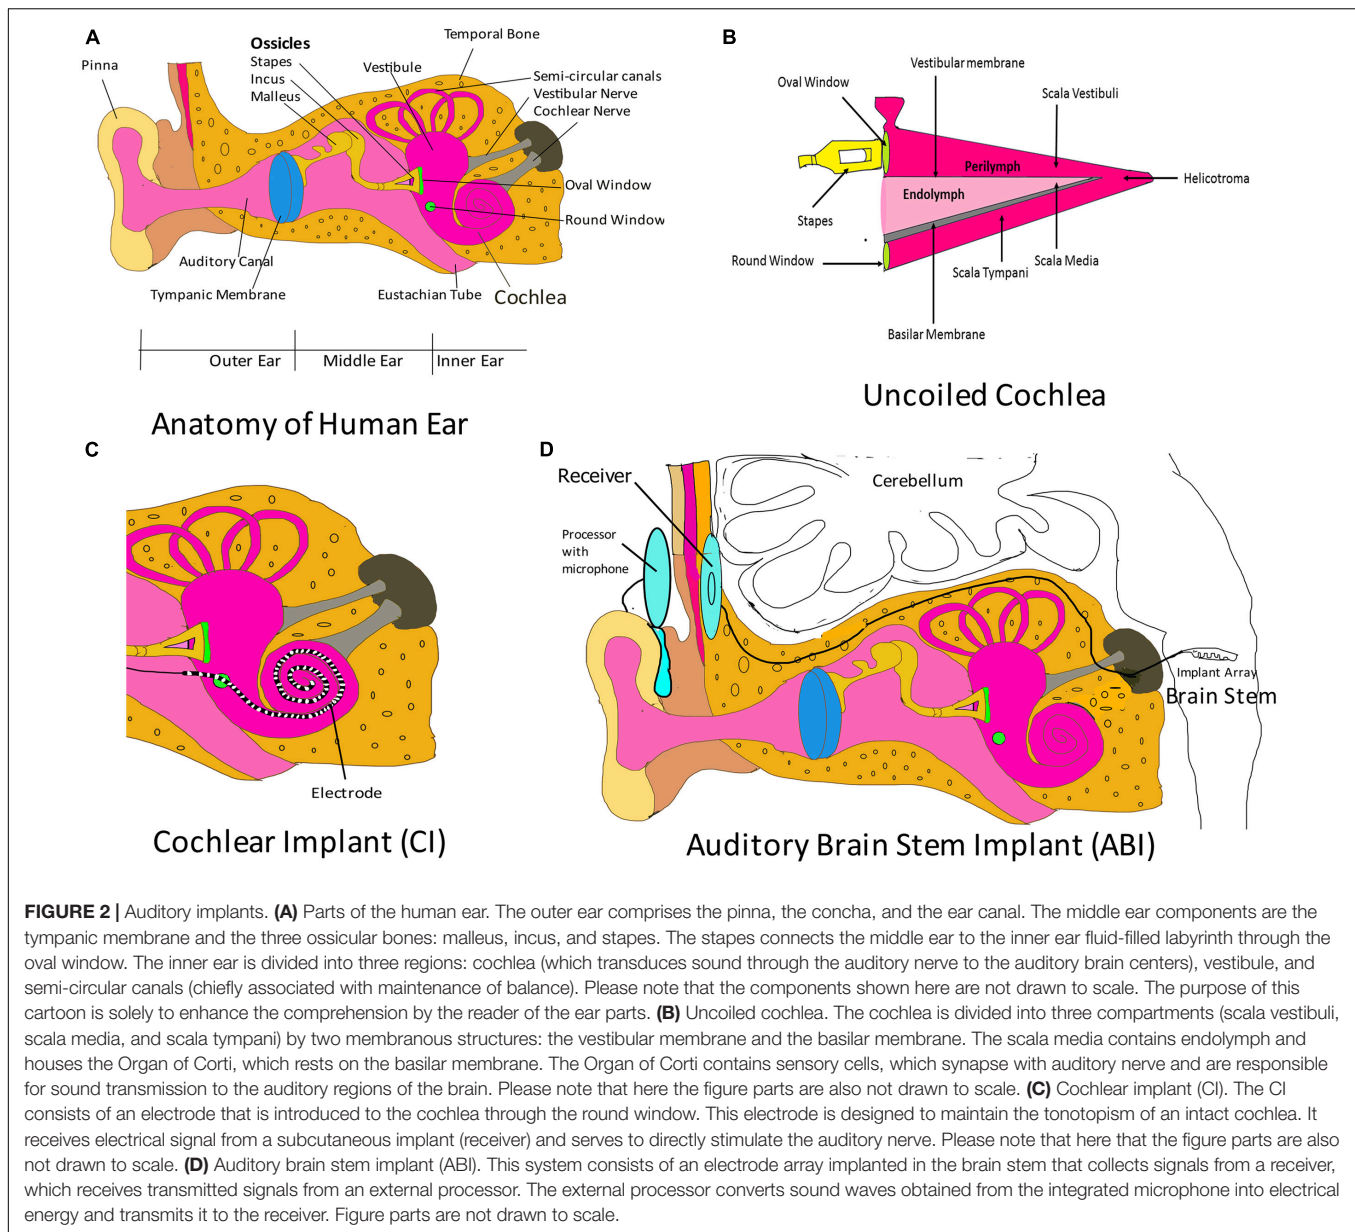 A
Pinna
Ossicles
Stapes
Incus
Malleus
Vestibule
Temporal Bone
Semi-circular canals
Vestibular Nerve
Cochlear Nerve
Oval Window
Round Window
Auditory Canal
Tympanic Membrane
Eustachian Tube
Cochlea
Outer Ear
Middle Ear
Inner Ear
Anatomy of Human Ear
B
Oval Window
Vestibular membrane
Scala Vestibuli
Perilymph
Endolymph
Helicotroma
Stapes
Round Window
Scala Tympani
Scala Media
Basilar Membrane
Uncoiled Cochlea
C
Electrode
Cochlear Implant (CI)
D
Receiver
Processor
with
microphone
Cerebellum
Implant Array
Brain Stem
Auditory Brain Stem Implant (ABI)
FIGURE 2 | Auditory implants. (A) Parts of the human ear. The outer ear comprises the pinna, the concha, and the ear canal. The middle ear components are the
tympanic membrane and the three ossicular bones: malleus, incus, and stapes. The stapes connects the middle ear to the inner ear fluid-filled labyrinth through the
oval window. The inner ear is divided into three regions: cochlea (which transduces sound through the auditory nerve to the auditory brain centers), vestibule, and
semi-circular canals (chiefly associated with maintenance of balance). Please note that the components shown here are not drawn to scale. The purpose of this
cartoon is solely to enhance the comprehension by the reader of the ear parts. (B) Uncoiled cochlea. The cochlea is divided into three compartments (scala vestibuli,
scala media, and scala tympani) by two membranous structures: the vestibular membrane and the basilar membrane. The scala media contains endolymph and
houses the Organ of Corti, which rests on the basilar membrane. The Organ of Corti contains sensory cells, which synapse with auditory nerve and are responsible
for sound transmission to the auditory regions of the brain. Please note that here the figure parts are also not drawn to scale. (C) Cochlear implant (CI). The CI
consists of an electrode that is introduced to the cochlea through the round window. This electrode is designed to maintain the tonotopism of an intact cochlea. It
receives electrical signal from a subcutaneous implant (receiver) and serves to directly stimulate the auditory nerve. Please note that here that the figure parts are also
not drawn to scale. (D) Auditory brain stem implant (ABI). This system consists of an electrode array implanted in the brain stem that collects signals from a receiver,
which receives transmitted signals from an external processor. The external processor converts sound waves obtained from the integrated microphone into electrical
energy and transmits it to the receiver. Figure parts are not drawn to scale.